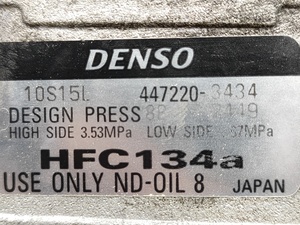 DENSO
10S15L 447220-3434
DESIGN PRESS
HIGH SIDE 3.53MPa LOW SIDE
HFC134a
USE ONLY ND-OIL 8 JAPAN